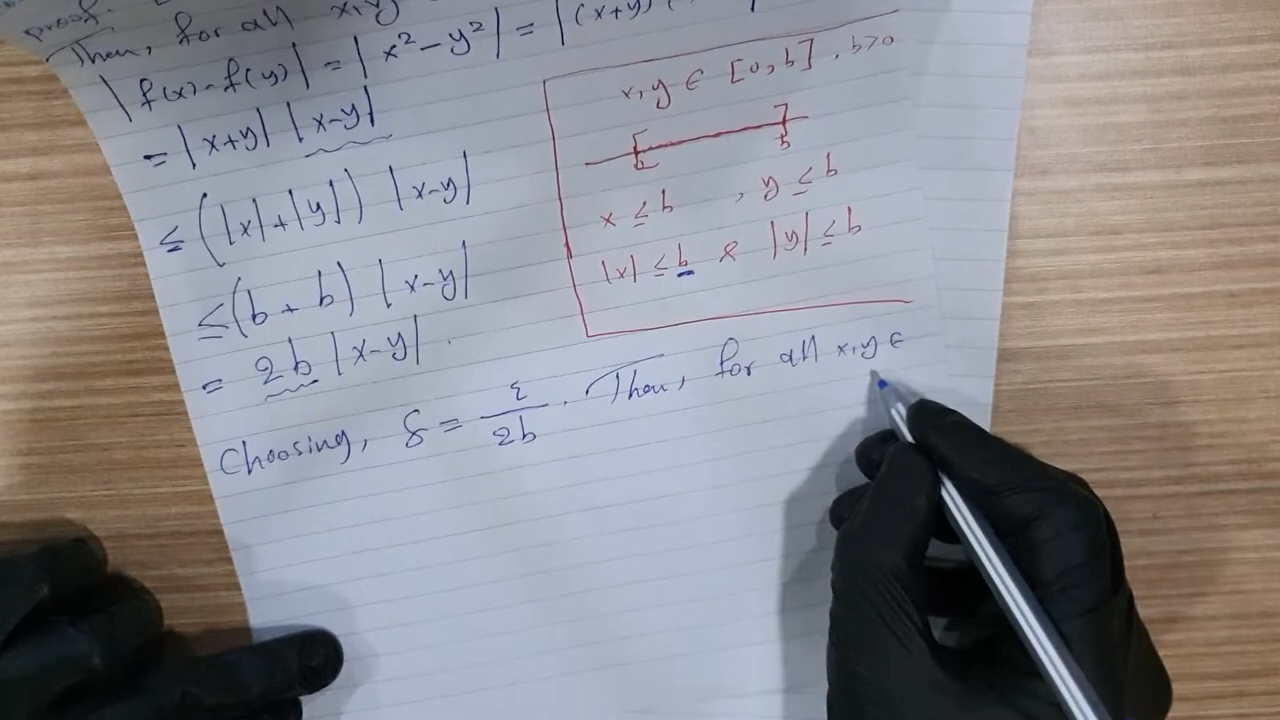 proof.
Then, for all x,y
|f(x)-f(y)| = |x²-y²| = |(x+y)(
= |x+y| |x-y|
≤ (|x|+|y|) |x-y|
≤ (b + b) |x-y|
= 2b |x-y|.
x,y ∈ [0,b], b>0
[ ]
b
x ≤ b , y ≤ b
|x| ≤ b & |y| ≤ b
Choosing, δ = ε/2b. Then, for all x,y ∈